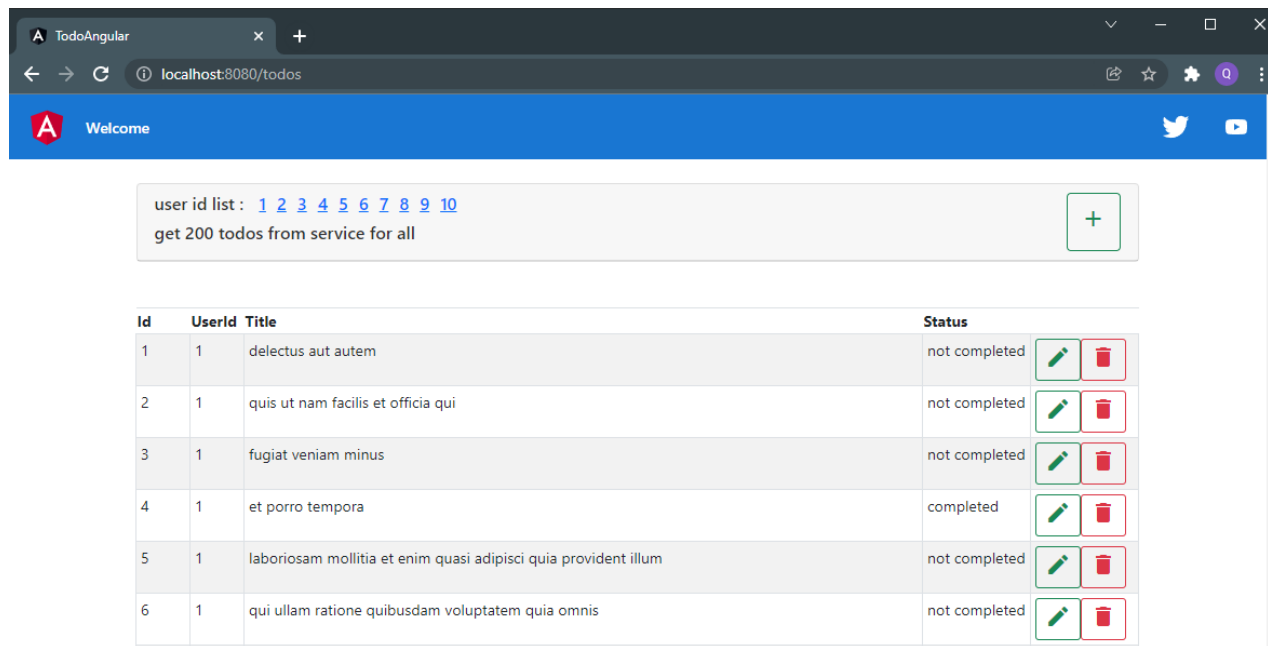 TodoAngular
localhost:8080/todos
Q
Welcome
user id list : 1 2 3 4 5 6 7 8 9 10
get 200 todos from service for all
Id UserId Title Status
1 1 delectus aut autem not completed
2 1 quis ut nam facilis et officia qui not completed
3 1 fugiat veniam minus not completed
4 1 et porro tempora completed
5 1 laboriosam mollitia et enim quasi adipisci quia provident illum not completed
6 1 qui ullam ratione quibusdam voluptatem quia omnis not completed